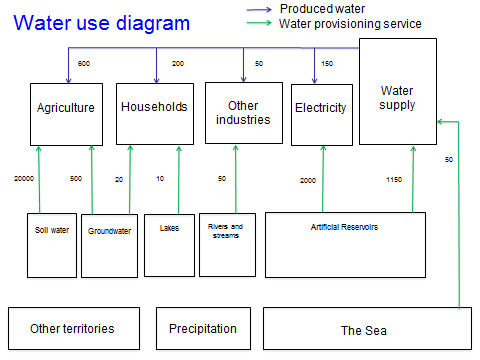 Water use diagram
Produced water
Water provisioning service
600
200
50
150
Agriculture
Households
Other
industries
Electricity
Water
supply
20000
500
20
10
50
2000
1150
50
Soil water
Groundwater
Lakes
Rivers and
streams
Artificial Reservoirs
Other territories
Precipitation
The Sea